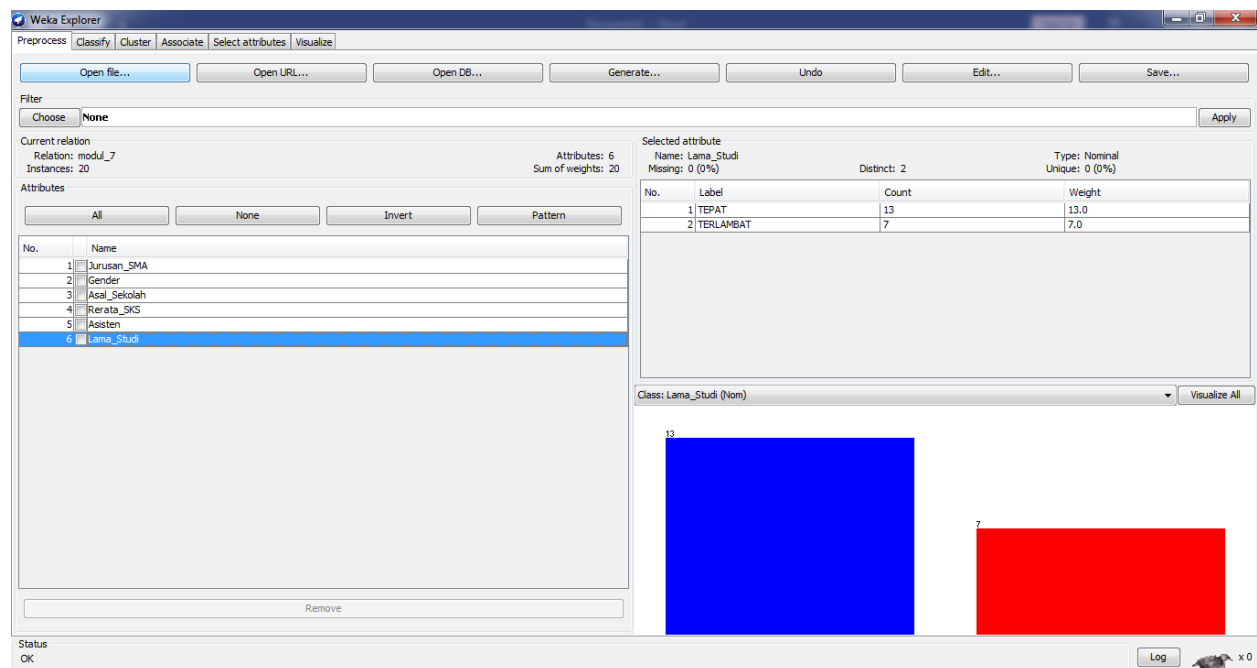 Weka Explorer
Preprocess Classify Cluster Associate Select attributes Visualize
Open file... Open URL... Open DB... Generate... Undo Edit... Save...
Filter
Choose None Apply
Current relation
Relation: modul_7 Attributes: 6
Instances: 20 Sum of weights: 20
Attributes
All None Invert Pattern
No. Name
1 Jurusan_SMA
2 Gender
3 Asal_Sekolah
4 Rerata_SKS
5 Asisten
6 Lama_Studi
Remove
Selected attribute
Name: Lama_Studi Type: Nominal
Missing: 0 (0%) Distinct: 2 Unique: 0 (0%)
No. Label Count Weight
1 TEPAT 13 13.0
2 TERLAMBAT 7 7.0
Class: Lama_Studi (Nom) Visualize All
13
7
Status
OK Log x 0